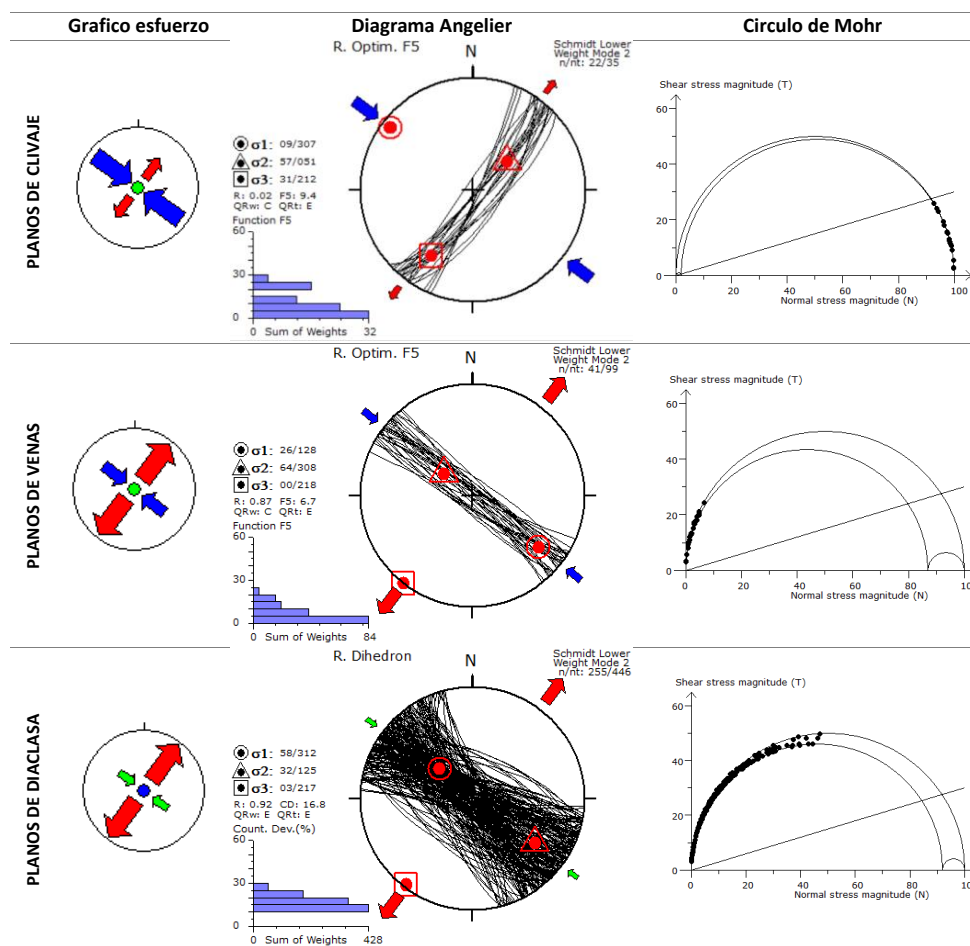 Grafico esfuerzo Diagrama Angelier Circulo de Mohr
PLANOS DE CLIVAJE
R. Optim. F5
N
Schmidt Lower
Weight Mode 2
n/nt: 22/35
σ1: 09/307
σ2: 57/051
σ3: 31/212
R: 0.02 F5: 9.4
QRw: C QRt: E
Function F5
60
30
0
0 Sum of Weights 32
Shear stress magnitude (T)
60
40
20
0
0 20 40 60 80 100
Normal stress magnitude (N)
PLANOS DE VENAS
R. Optim. F5
N
Schmidt Lower
Weight Mode 2
n/nt: 41/99
σ1: 26/128
σ2: 64/308
σ3: 00/218
R: 0.87 F5: 6.7
QRw: C QRt: E
Function F5
60
30
0
0 Sum of Weights 84
Shear stress magnitude (T)
60
40
20
0
0 20 40 60 80 100
Normal stress magnitude (N)
PLANOS DE DIACLASA
R. Dihedron
N
Schmidt Lower
Weight Mode 2
n/nt: 255/446
σ1: 58/312
σ2: 32/125
σ3: 03/217
R: 0.92 CD: 16.8
QRw: E QRt: E
Count. Dev.(%)
60
30
0
0 Sum of Weights 428
Shear stress magnitude (T)
60
40
20
0
0 20 40 60 80 100
Normal stress magnitude (N)